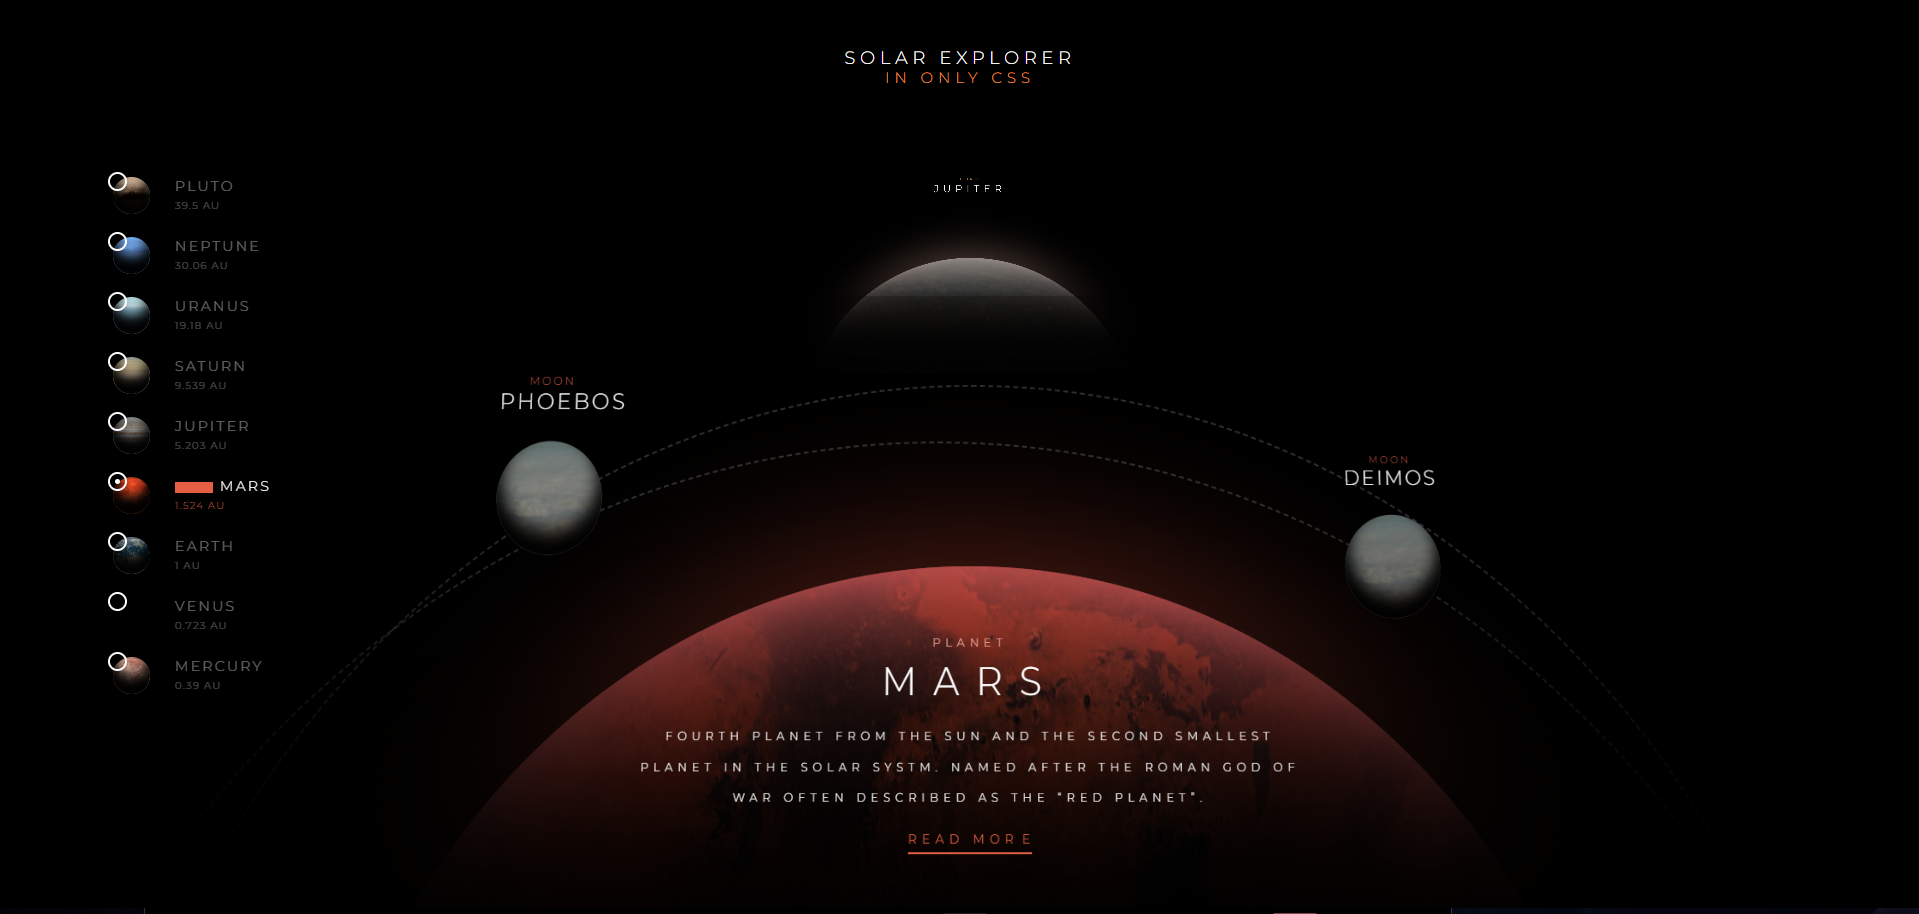 SOLAR EXPLORER
IN ONLY CSS
PLUTO
39.5 AU
NEPTUNE
30.06 AU
URANUS
19.18 AU
SATURN
9.539 AU
JUPITER
5.203 AU
MARS
1.524 AU
EARTH
1 AU
VENUS
0.723 AU
MERCURY
0.39 AU
JUPITER
MOON
PHOEBOS
MOON
DEIMOS
PLANET
MARS
FOURTH PLANET FROM THE SUN AND THE SECOND SMALLEST
PLANET IN THE SOLAR SYSTM. NAMED AFTER THE ROMAN GOD OF
WAR OFTEN DESCRIBED AS THE “RED PLANET”.
READ MORE